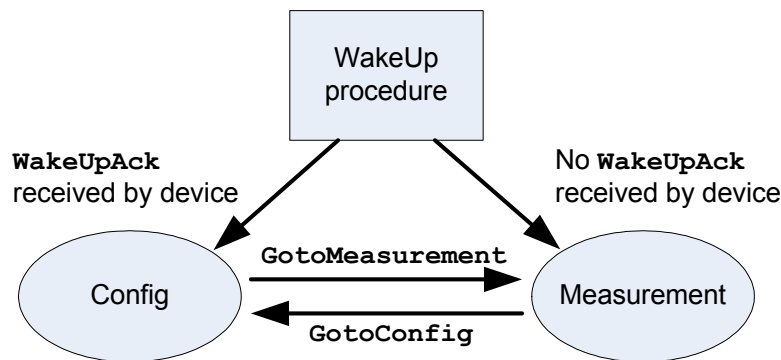 WakeUp
procedure
WakeUpAck
received by device
No WakeUpAck
received by device
GotoMeasurement
Config
Measurement
GotoConfig